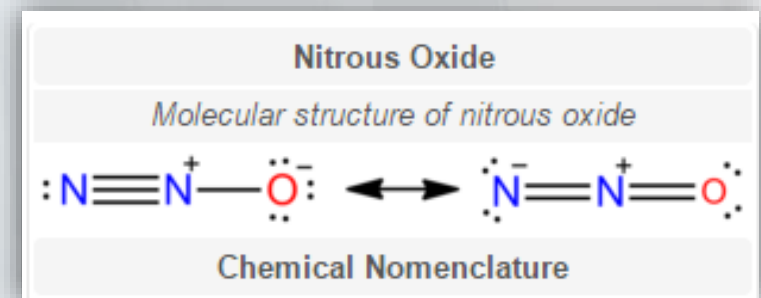 Nitrous Oxide
Molecular structure of nitrous oxide
:N≡N⁺—O⁻: ↔ N⁻=N⁺=O
Chemical Nomenclature